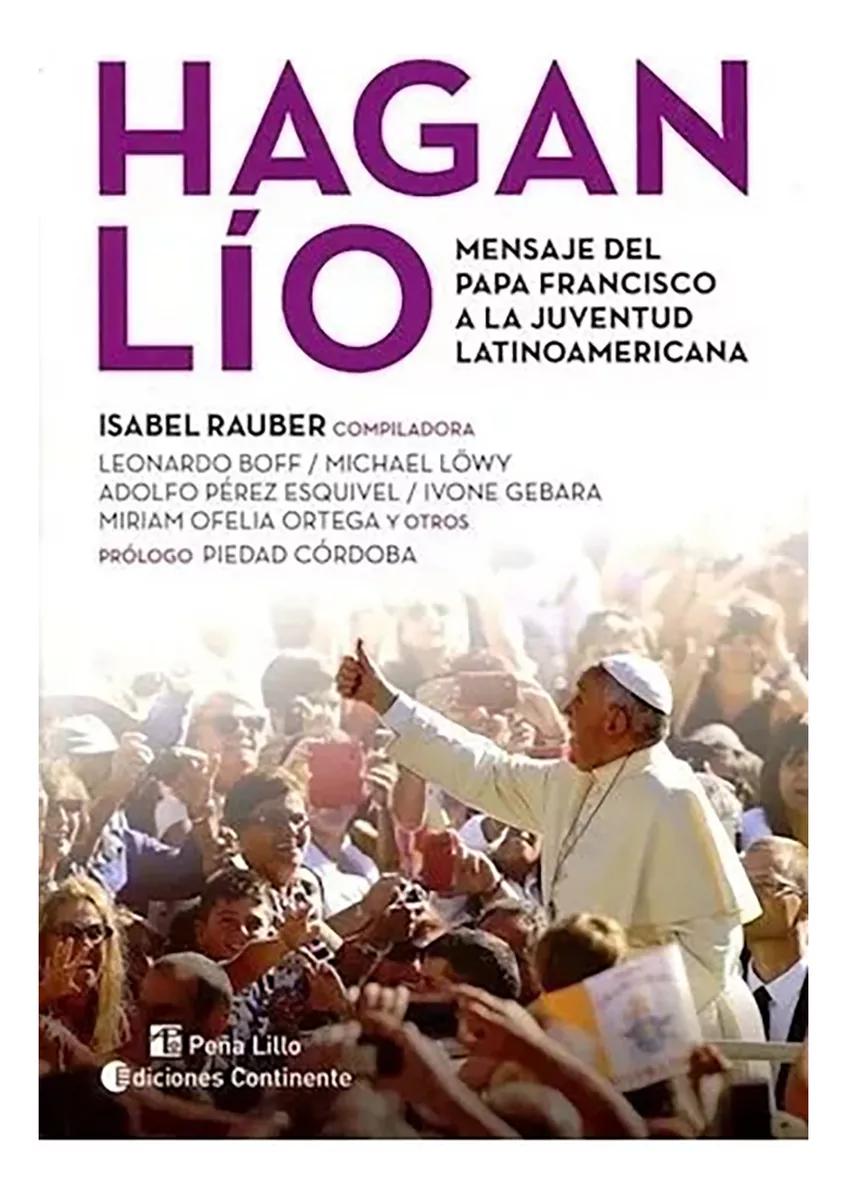 HAGAN
LÍO
MENSAJE DEL
PAPA FRANCISCO
A LA JUVENTUD
LATINOAMERICANA
ISABEL RAUBER COMPILADORA
LEONARDO BOFF / MICHAEL LÖWY
ADOLFO PÉREZ ESQUIVEL / IVONE GEBARA
MIRIAM OFELIA ORTEGA Y OTROS
PRÓLOGO PIEDAD CÓRDOBA
Peña Lillo
Ediciones Continente